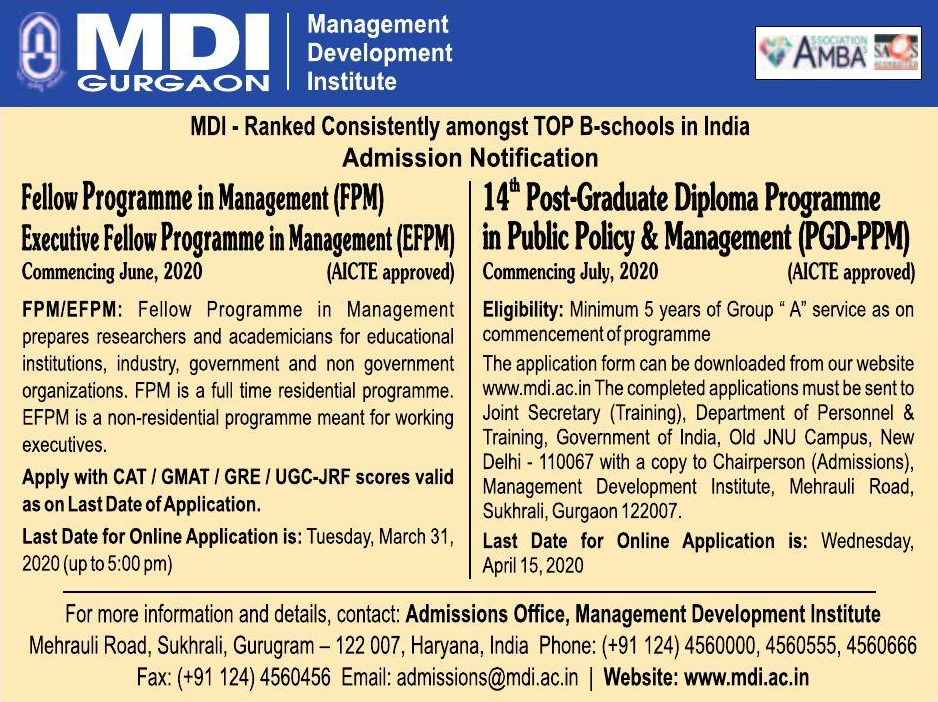 MDI
GURGAON
Management
Development
Institute
ASSOCIATION
AMBA
SAQS
ACCREDITED
MDI - Ranked Consistently amongst TOP B-schools in India
Admission Notification
Fellow Programme in Management (FPM)
Executive Fellow Programme in Management (EFPM)
Commencing June, 2020 (AICTE approved)
FPM/EFPM: Fellow Programme in Management
prepares researchers and academicians for educational
institutions, industry, government and non government
organizations. FPM is a full time residential programme.
EFPM is a non-residential programme meant for working
executives.
Apply with CAT / GMAT / GRE / UGC-JRF scores valid
as on Last Date of Application.
Last Date for Online Application is: Tuesday, March 31,
2020 (up to 5:00 pm)
14th Post-Graduate Diploma Programme
in Public Policy & Management (PGD-PPM)
Commencing July, 2020 (AICTE approved)
Eligibility: Minimum 5 years of Group “ A” service as on
commencement of programme
The application form can be downloaded from our website
www.mdi.ac.in The completed applications must be sent to
Joint Secretary (Training), Department of Personnel &
Training, Government of India, Old JNU Campus, New
Delhi - 110067 with a copy to Chairperson (Admissions),
Management Development Institute, Mehrauli Road,
Sukhrali, Gurgaon 122007.
Last Date for Online Application is: Wednesday,
April 15, 2020
For more information and details, contact: Admissions Office, Management Development Institute
Mehrauli Road, Sukhrali, Gurugram – 122 007, Haryana, India Phone: (+91 124) 4560000, 4560555, 4560666
Fax: (+91 124) 4560456 Email: admissions@mdi.ac.in | Website: www.mdi.ac.in